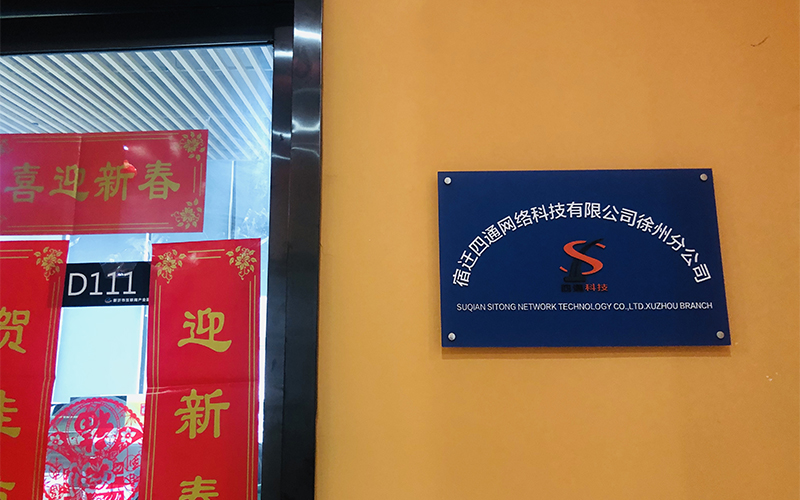 喜迎新春
D111
贺
佳
迎新春
宿迁四通网络科技有限公司徐州分公司
科技
SUQIAN SITONG NETWORK TECHNOLOGY CO.,LTD.XUZHOU BRANCH